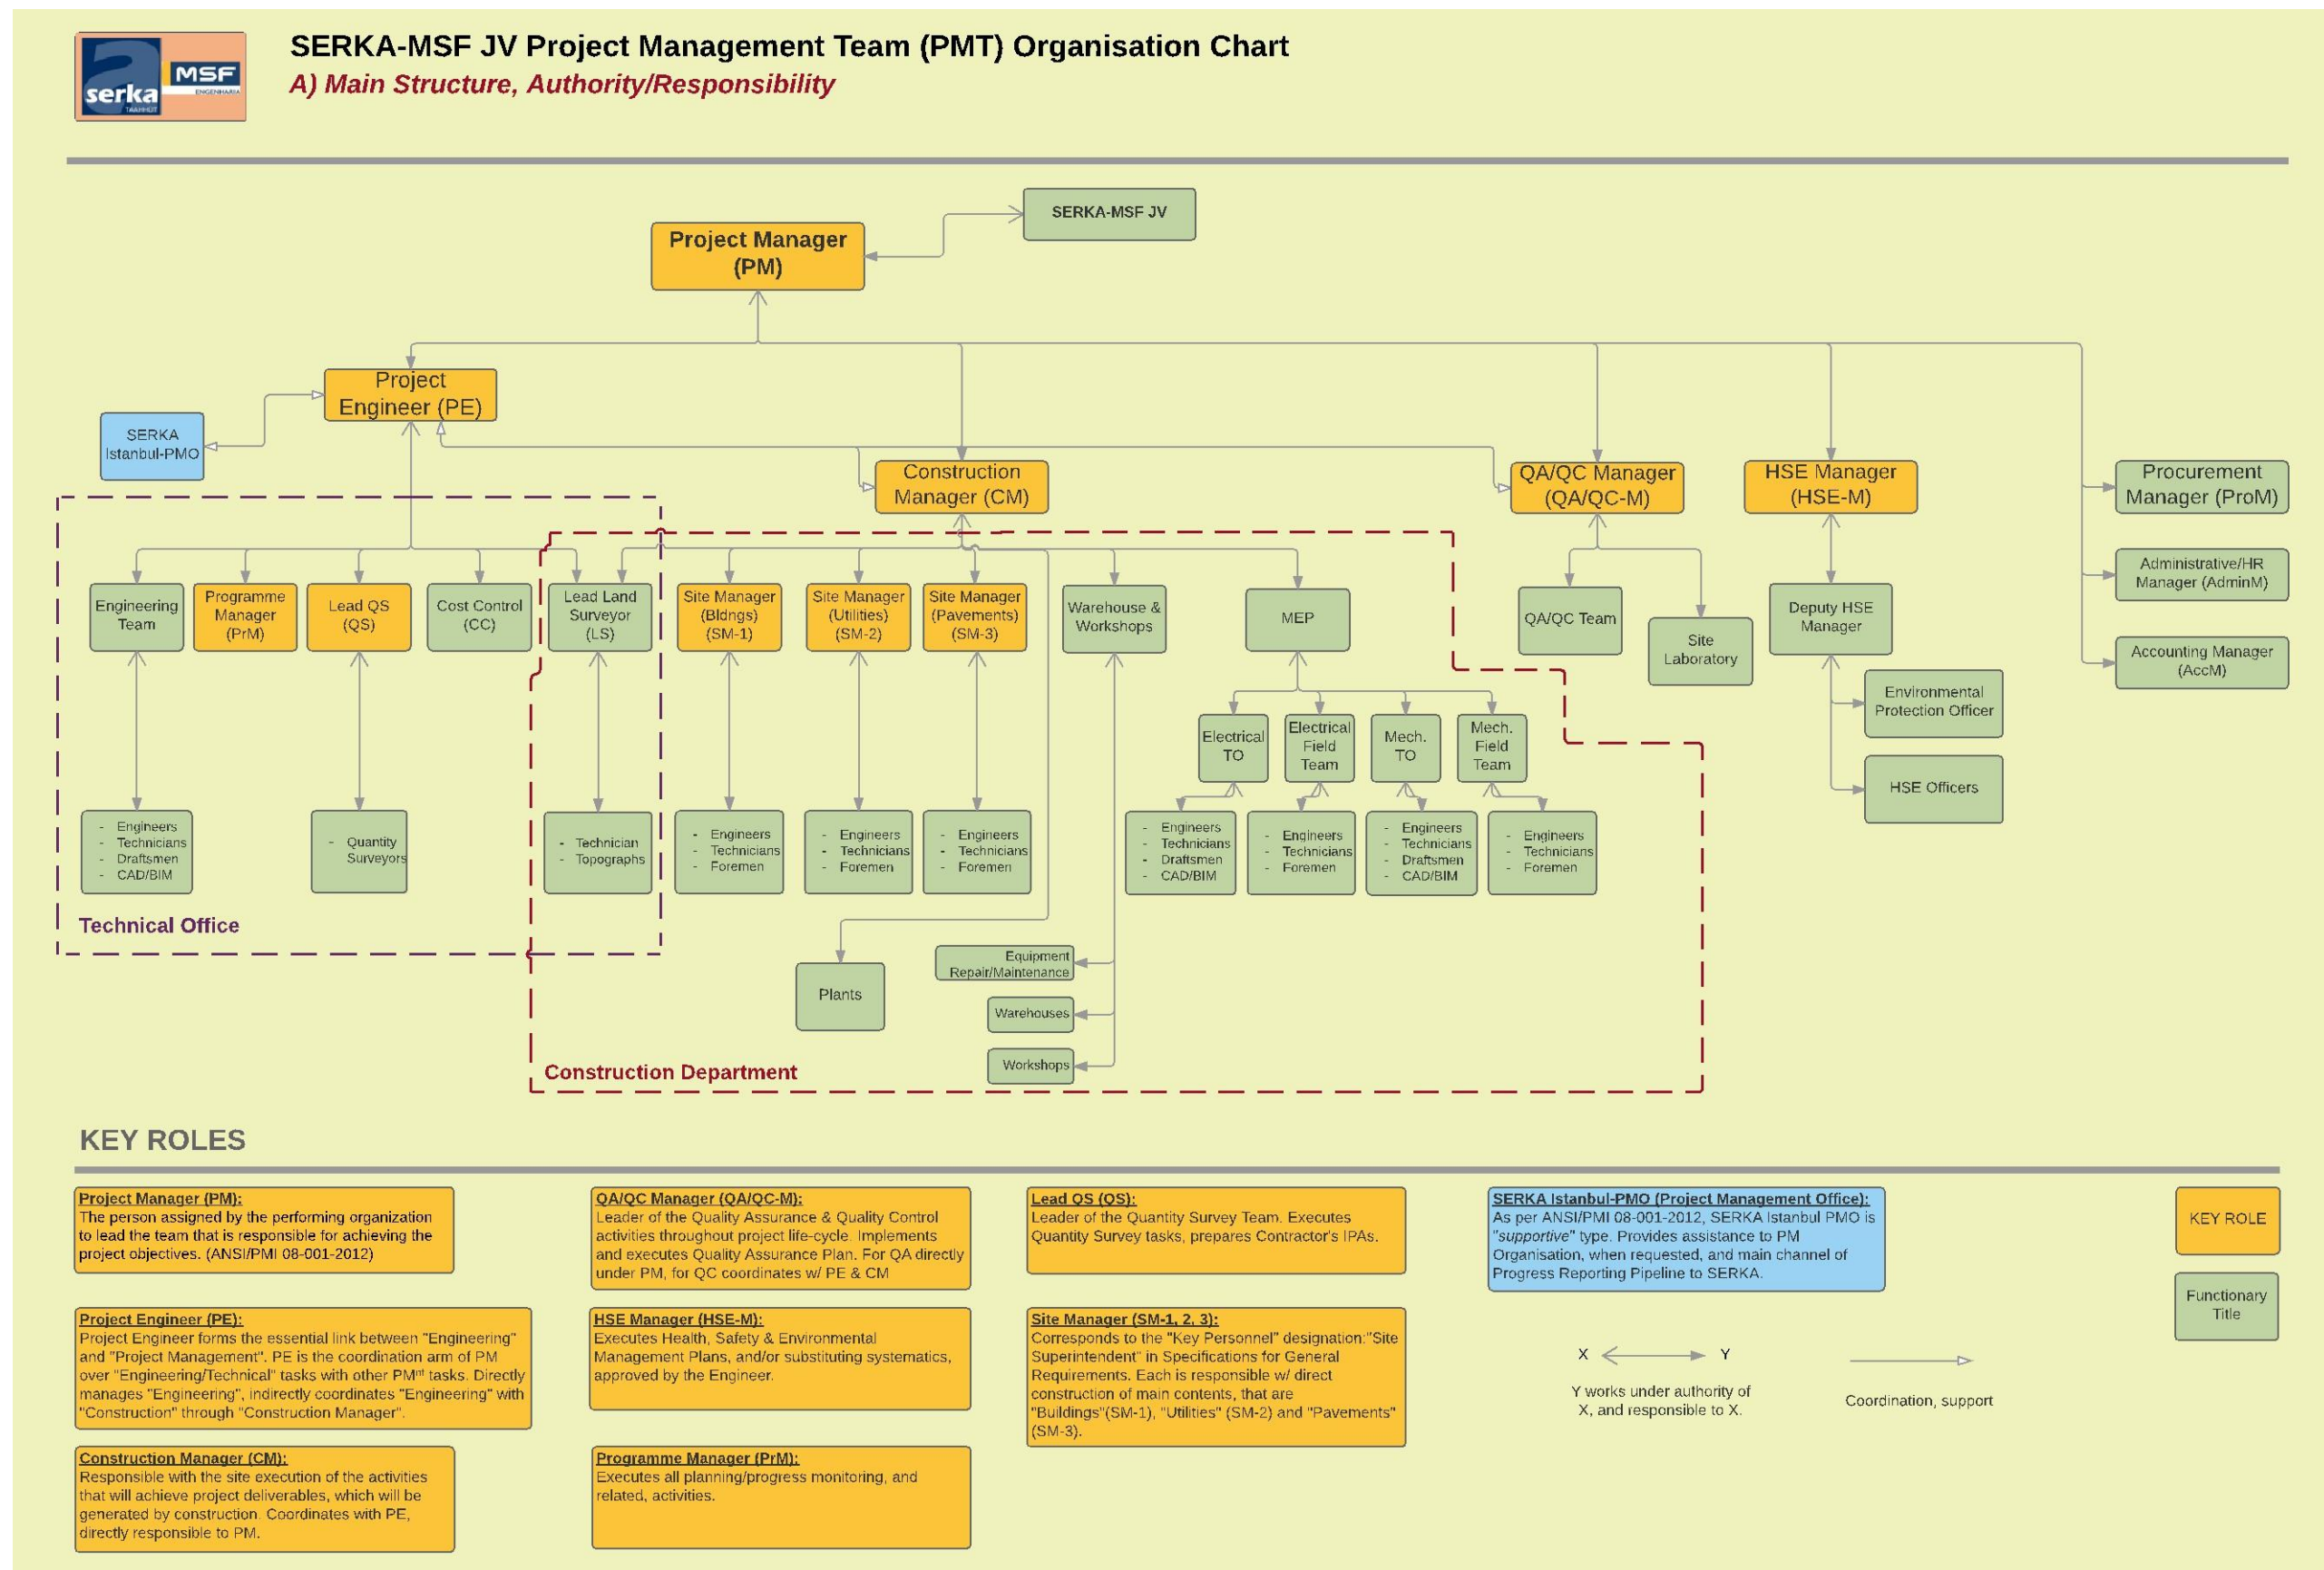 SERKA-MSF JV Project Management Team (PMT) Organisation Chart
A) Main Structure, Authority/Responsibility
serka
TAAHHÜT
MSF
ENGENHARIA
SERKA-MSF JV
Project Manager
(PM)
Project
Engineer (PE)
SERKA
Istanbul-PMO
Construction
Manager (CM)
QA/QC Manager
(QA/QC-M)
HSE Manager
(HSE-M)
Procurement
Manager (ProM)
Administrative/HR
Manager (AdminM)
Accounting Manager
(AccM)
Engineering
Team
Programme
Manager
(PrM)
Lead QS
(QS)
Cost Control
(CC)
Lead Land
Surveyor
(LS)
Site Manager
(Bldngs)
(SM-1)
Site Manager
(Utilities)
(SM-2)
Site Manager
(Pavements)
(SM-3)
Warehouse &
Workshops
MEP
QA/QC Team
Site
Laboratory
Deputy HSE
Manager
Environmental
Protection Officer
HSE Officers
Electrical
TO
Electrical
Field
Team
Mech.
TO
Mech.
Field
Team
- Engineers
- Technicians
- Draftsmen
- CAD/BIM
- Quantity
Surveyors
- Technician
- Topographs
- Engineers
- Technicians
- Foremen
- Engineers
- Technicians
- Foremen
- Engineers
- Technicians
- Foremen
- Engineers
- Technicians
- Draftsmen
- CAD/BIM
- Engineers
- Technicians
- Foremen
- Engineers
- Technicians
- Draftsmen
- CAD/BIM
- Engineers
- Technicians
- Foremen
Technical Office
Plants
Equipment
Repair/Maintenance
Warehouses
Workshops
Construction Department
KEY ROLES
Project Manager (PM):
The person assigned by the performing organization
to lead the team that is responsible for achieving the
project objectives. (ANSI/PMI 08-001-2012)
Project Engineer (PE):
Project Engineer forms the essential link between "Engineering"
and "Project Management". PE is the coordination arm of PM
over "Engineering/Technical" tasks with other PMⁿᵗ tasks. Directly
manages "Engineering", indirectly coordinates "Engineering" with
"Construction" through "Construction Manager".
Construction Manager (CM):
Responsible with the site execution of the activities
that will achieve project deliverables, which will be
generated by construction. Coordinates with PE,
directly responsible to PM.
QA/QC Manager (QA/QC-M):
Leader of the Quality Assurance & Quality Control
activities throughout project life-cycle. Implements
and executes Quality Assurance Plan. For QA directly
under PM, for QC coordinates w/ PE & CM
HSE Manager (HSE-M):
Executes Health, Safety & Environmental
Management Plans, and/or substituting systematics,
approved by the Engineer.
Programme Manager (PrM):
Executes all planning/progress monitoring, and
related, activities.
Lead QS (QS):
Leader of the Quantity Survey Team. Executes
Quantity Survey tasks, prepares Contractor's IPAs.
Site Manager (SM-1, 2, 3):
Corresponds to the "Key Personnel" designation:"Site
Superintendent" in Specifications for General
Requirements. Each is responsible w/ direct
construction of main contents, that are
"Buildings"(SM-1), "Utilities" (SM-2) and "Pavements"
(SM-3).
SERKA Istanbul-PMO (Project Management Office):
As per ANSI/PMI 08-001-2012, SERKA Istanbul PMO is
"supportive" type. Provides assistance to PM
Organisation, when requested, and main channel of
Progress Reporting Pipeline to SERKA.
X Y
Y works under authority of
X, and responsible to X.
Coordination, support
KEY ROLE
Functionary
Title